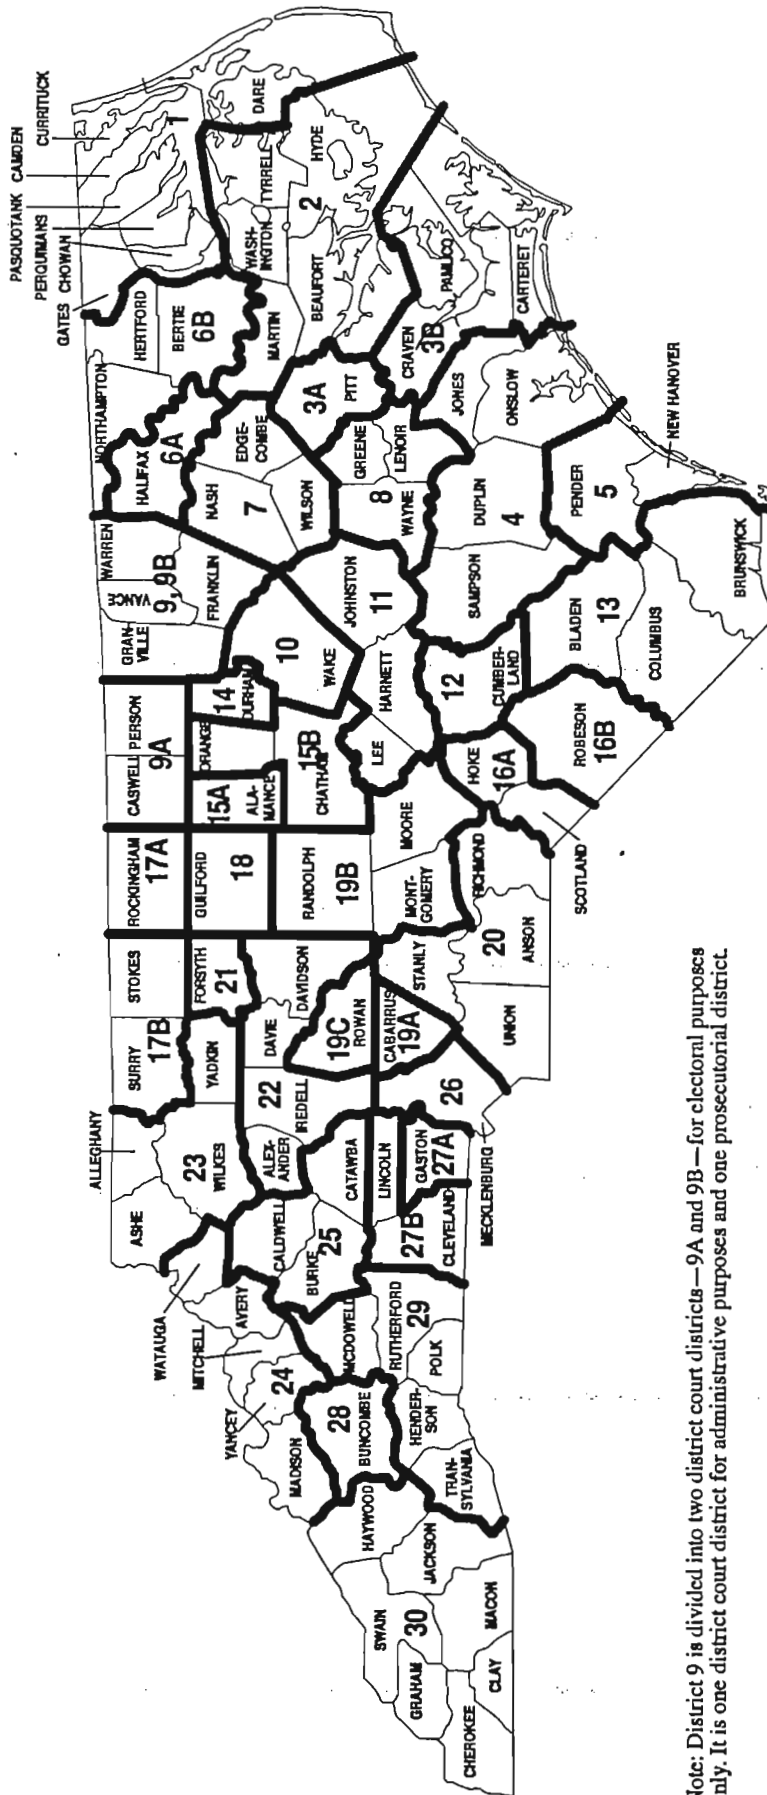 ALLEGHANY
ASHE
SURRY
17B
STOKES
ROCKINGHAM
17A
CASWELL
PERSON
9A
GRAN-
VILLE
VANCE
WARREN
9, 9B
FRANKLIN
NORTHAMPTON
HALIFAX
6A
HERTFORD
BERTIE
6B
GATES
CHOWAN
PERQUIMANS
PASQUOTANK
CAMDEN
CURRITUCK
1
DARE
WATAUGA
WILKES
23
YADKIN
FORSYTH
21
GUILFORD
18
15A
ALA-
MANCE
ORANGE
14
DURHAM
10
WAKE
NASH
7
EDGE-
COMBE
WILSON
MARTIN
WASH-
INGTON
TYRRELL
HYDE
2
BEAUFORT
3A
PITT
MITCHELL
AVERY
YANCEY
24
MADISON
CALDWELL
BURKE
25
ALEX-
ANDER
22
IREDELL
DAVIE
DAVIDSON
19C
ROWAN
RANDOLPH
19B
CHATHAM
15B
LEE
HARNETT
JOHNSTON
11
GREENE
LENOIR
8
WAYNE
CRAVEN
3B
PAMLICO
CARTERET
JONES
ONSLOW
MCDOWELL
28
BUNCOMBE
HAYWOOD
SWAIN
30
GRAHAM
JACKSON
CHEROKEE
CLAY
MACON
TRAN-
SYLVANIA
HENDER-
SON
RUTHERFORD
29
POLK
27B
CLEVELAND
CATAWBA
LINCOLN
GASTON
27A
MECKLENBURG
26
CABARRUS
19A
STANLY
MONT-
GOMERY
MOORE
UNION
20
ANSON
RICHMOND
SCOTLAND
HOKE
16A
12
CUMBER-
LAND
SAMPSON
DUPLIN
4
ROBESON
16B
BLADEN
13
COLUMBUS
BRUNSWICK
PENDER
5
NEW HANOVER
Note: District 9 is divided into two district court districts—9A and 9B—for electoral purposes
nly. It is one district court district for administrative purposes and one prosecutorial district.